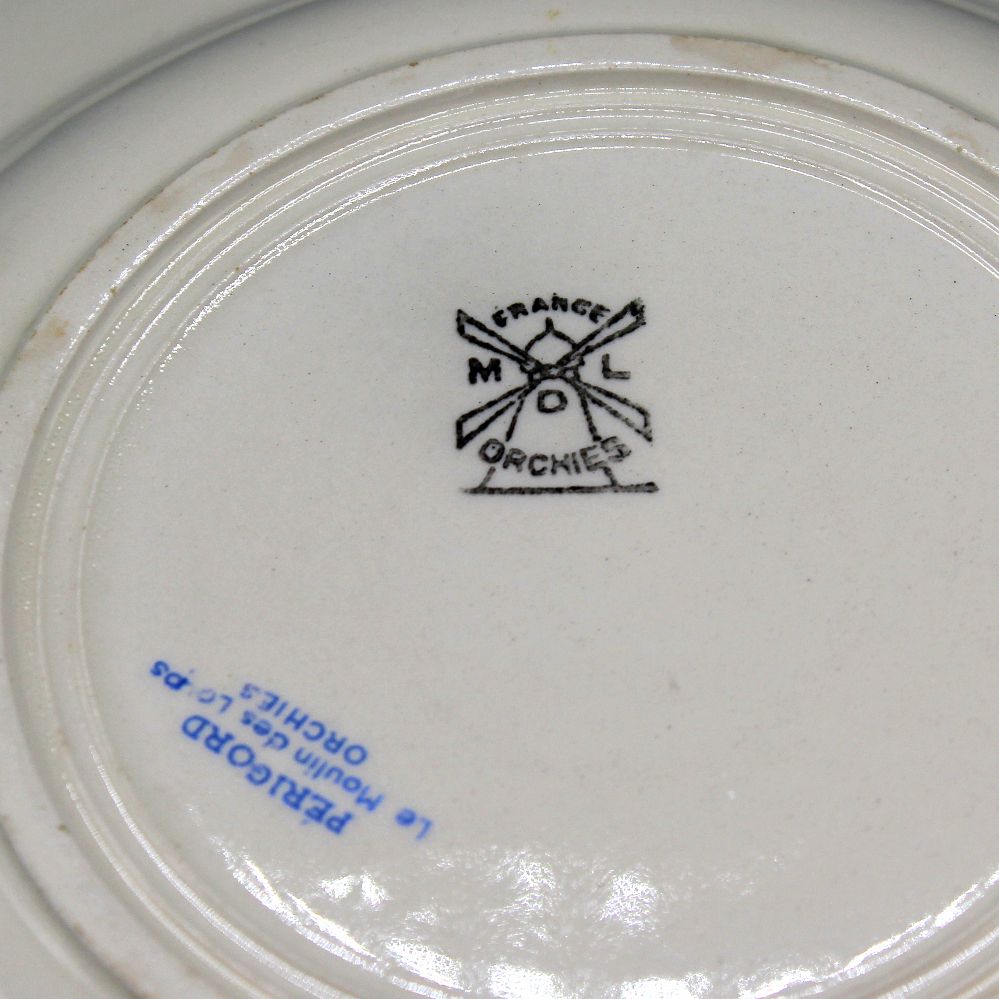 FRANCE
M L
D
ORCHIES
PÉRIGORD
Le Moulin des Loups
ORCHIES